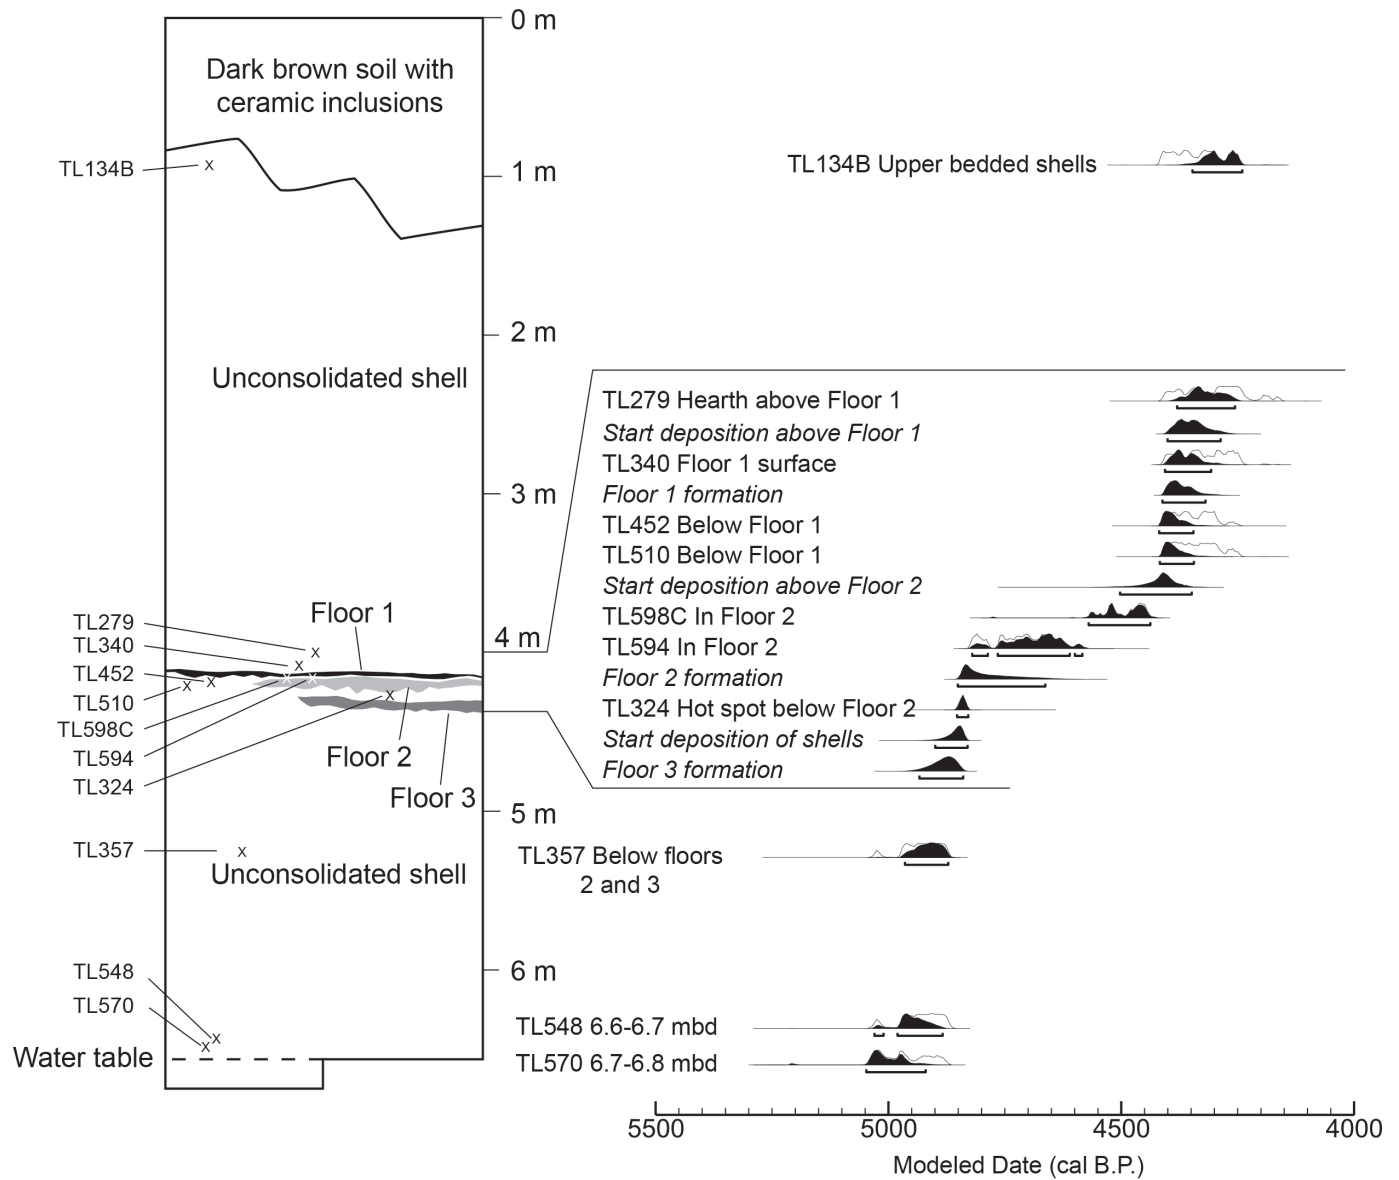 0 m
Dark brown soil with
ceramic inclusions
TL134B
1 m
TL134B Upper bedded shells
2 m
Unconsolidated shell
3 m
TL279 Hearth above Floor 1
Start deposition above Floor 1
TL340 Floor 1 surface
Floor 1 formation
TL452 Below Floor 1
TL510 Below Floor 1
Start deposition above Floor 2
TL598C In Floor 2
TL594 In Floor 2
Floor 2 formation
TL324 Hot spot below Floor 2
Start deposition of shells
Floor 3 formation
Floor 1
4 m
TL279
TL340
TL452
TL510
TL598C
TL594
TL324
Floor 2
Floor 3
5 m
TL357
Unconsolidated shell
TL357 Below floors
2 and 3
6 m
TL548
TL570
Water table
TL548 6.6-6.7 mbd
TL570 6.7-6.8 mbd
5500 5000 4500 4000
Modeled Date (cal B.P.)